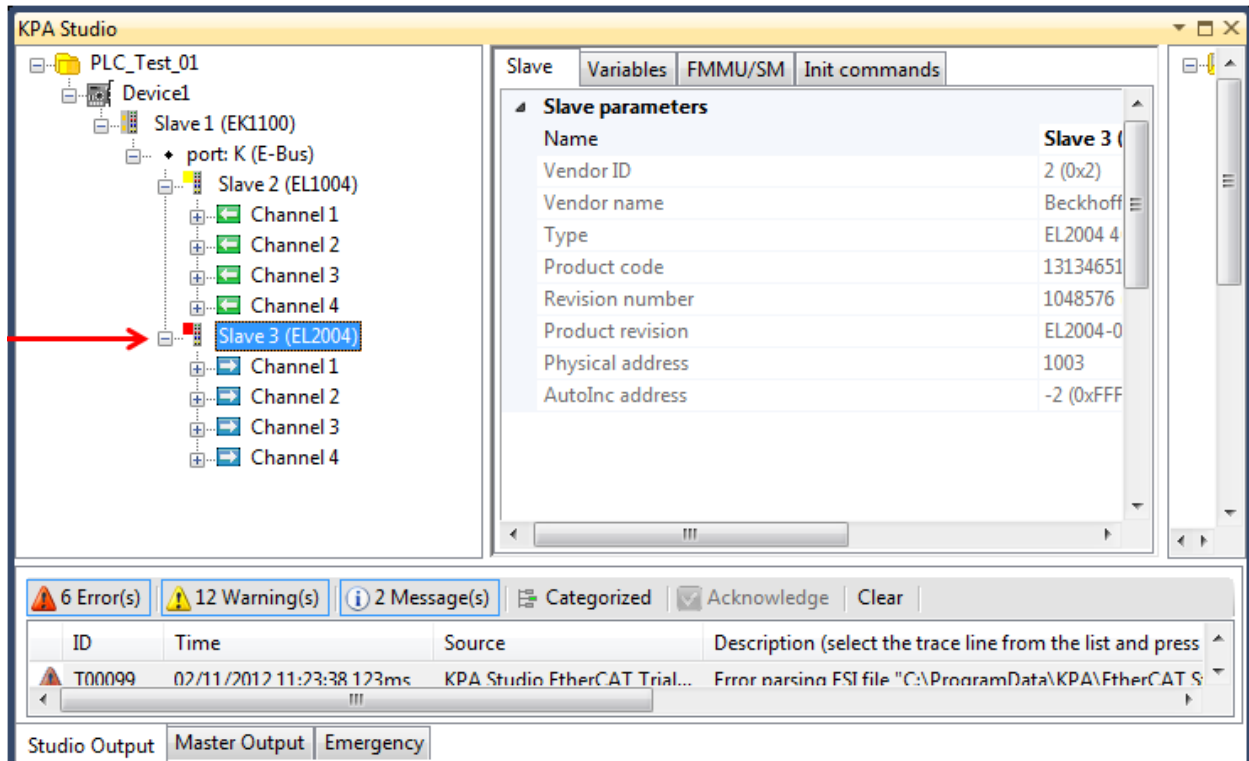 KPA Studio
PLC_Test_01
Device1
Slave 1 (EK1100)
port: K (E-Bus)
Slave 2 (EL1004)
Channel 1
Channel 2
Channel 3
Channel 4
Slave 3 (EL2004)
Channel 1
Channel 2
Channel 3
Channel 4
Slave Variables FMMU/SM Init commands
Slave parameters
Name Slave 3 (
Vendor ID 2 (0x2)
Vendor name Beckhoff
Type EL2004 4
Product code 13134651
Revision number 1048576
Product revision EL2004-0
Physical address 1003
AutoInc address -2 (0xFFF
6 Error(s) 12 Warning(s) 2 Message(s) Categorized Acknowledge Clear
ID Time Source Description (select the trace line from the list and press
T00099 02/11/2012 11:23:38.123ms KPA Studio EtherCAT Trial... Error parsing ESI file "C:\ProgramData\KPA\EtherCAT S
Studio Output Master Output Emergency